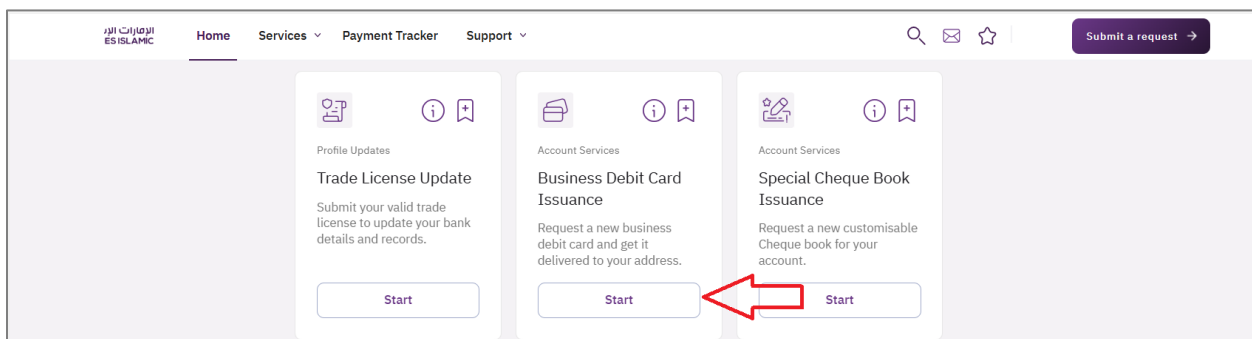 الإمارات الإ
ES ISLAMIC
Home Services Payment Tracker Support Submit a request
Profile Updates
Trade License Update
Submit your valid trade
license to update your bank
details and records.
Start
Account Services
Business Debit Card
Issuance
Request a new business
debit card and get it
delivered to your address.
Start
Account Services
Special Cheque Book
Issuance
Request a new customisable
Cheque book for your
account.
Start